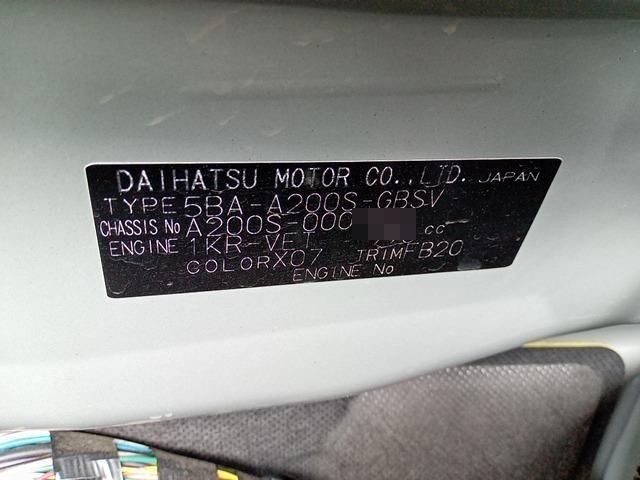 DAIHATSU MOTOR CO.,LTD. JAPAN
TYPE 5BA-A200S-GBSV
CHASSIS No A200S-000
ENGINE 1KR-VET cc
COLOR X07 TRIM FB20
ENGINE No